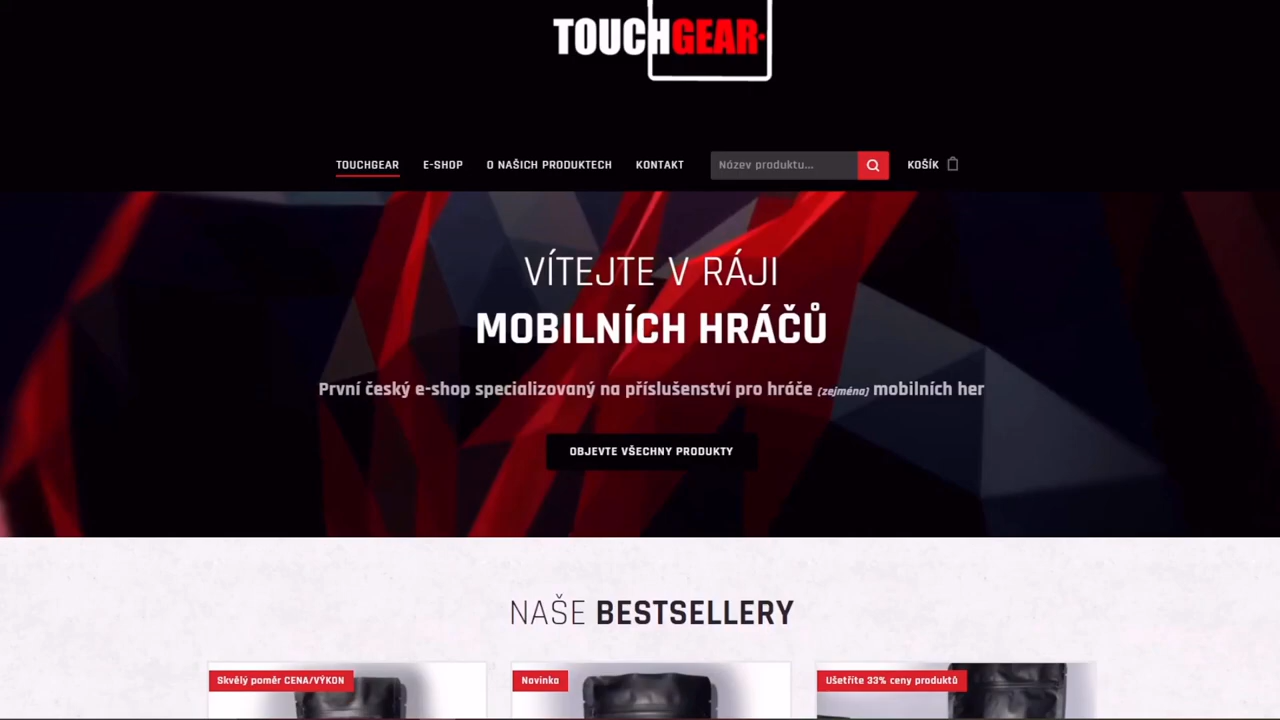 TOUCHGEAR
TOUCHGEAR E-SHOP O NAŠICH PRODUKTECH KONTAKT Název produktu... KOŠÍK
VÍTEJTE V RÁJI
MOBILNÍCH HRÁČŮ
První český e-shop specializovaný na příslušenství pro hráče (zejména) mobilních her
OBJEVTE VŠECHNY PRODUKTY
NAŠE BESTSELLERY
Skvělý poměr CENA/VÝKON Novinka Ušetříte 33% ceny produktů